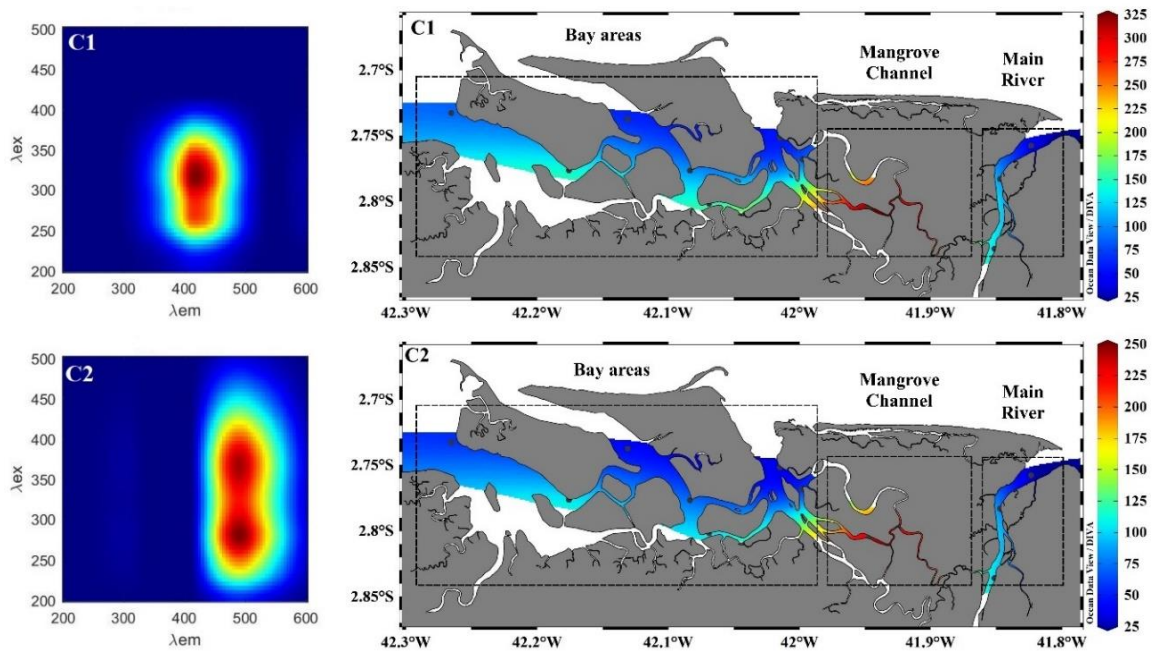 C1
500
450
400
350
300
250
200
λex
200
300
400
500
600
λem
C1
Bay areas
Mangrove
Channel
Main
River
2.7°S
2.75°S
2.8°S
2.85°S
42.3°W
42.2°W
42.1°W
42°W
41.9°W
41.8°W
Ocean Data View / DIVA
325
300
275
250
225
200
175
150
125
100
75
50
25
C2
500
450
400
350
300
250
200
λex
200
300
400
500
600
λem
C2
Bay areas
Mangrove
Channel
Main
River
2.7°S
2.75°S
2.8°S
2.85°S
42.3°W
42.2°W
42.1°W
42°W
41.9°W
41.8°W
Ocean Data View / DIVA
250
225
200
175
150
125
100
75
50
25